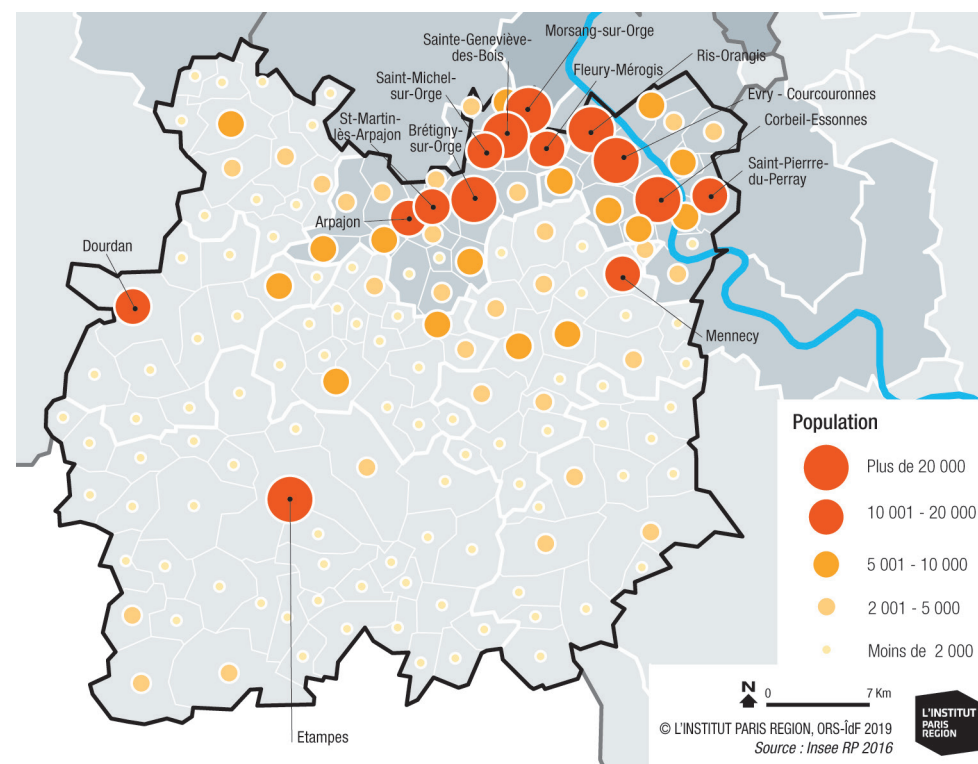 Morsang-sur-Orge
Sainte-Geneviève-
des-Bois
Ris-Orangis
Fleury-Mérogis
Saint-Michel-
sur-Orge
Evry - Courcouronnes
St-Martin-
lès-Arpajon
Brétigny-
sur-Orge
Corbeil-Essonnes
Saint-Pierrre-
du-Perray
Arpajon
Dourdan
Mennecy
Etampes
Population
Plus de 20 000
10 001 - 20 000
5 001 - 10 000
2 001 - 5 000
Moins de 2 000
N
0
7 Km
© L'INSTITUT PARIS REGION, ORS-ÎdF 2019
Source : Insee RP 2016
L'INSTITUT
PARIS
REGION